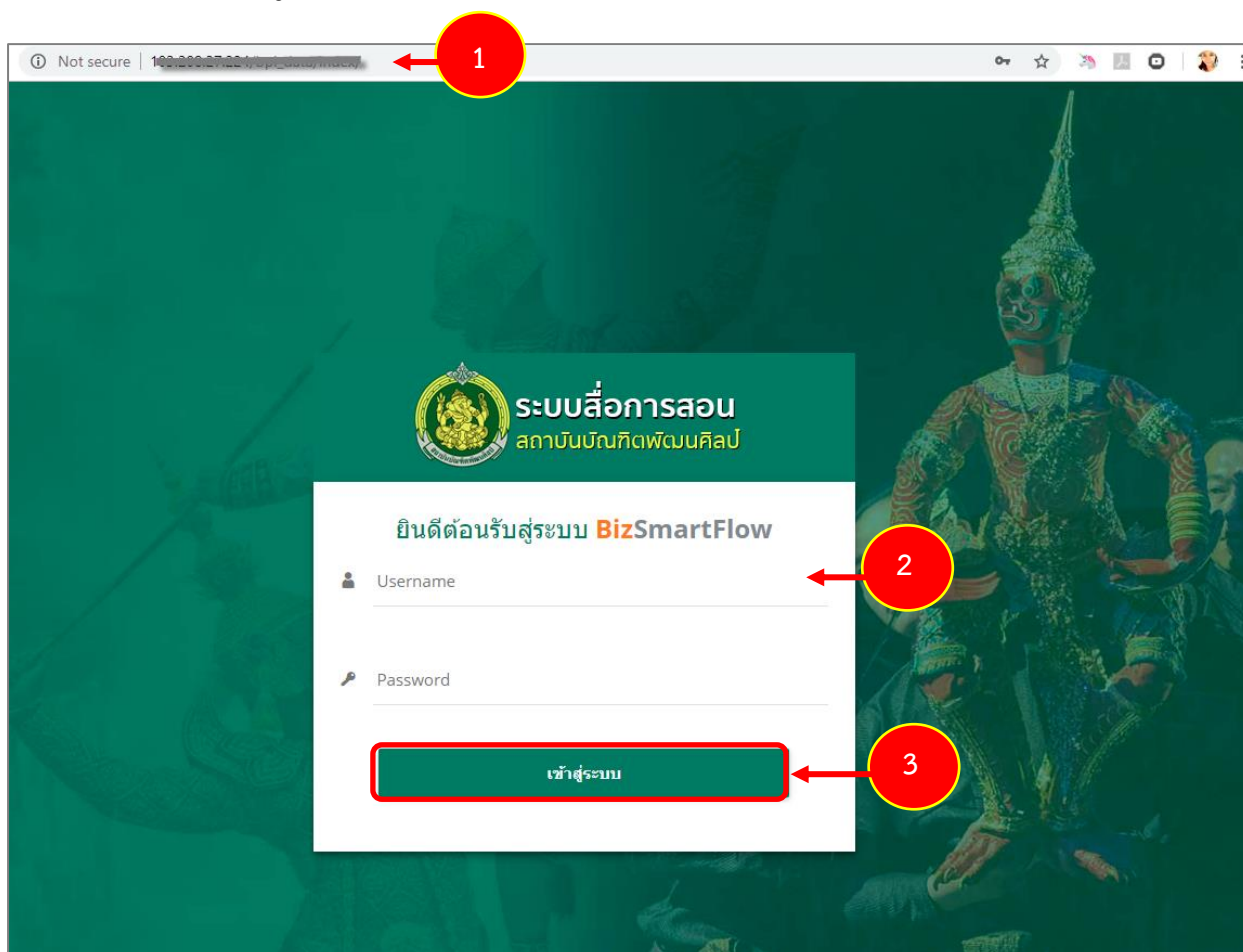 1
Not secure
ระบบสื่อการสอน
สถาบันบัณฑิตพัฒนศิลป์
ยินดีต้อนรับสู่ระบบ BizSmartFlow
Username
2
Password
เข้าสู่ระบบ
3